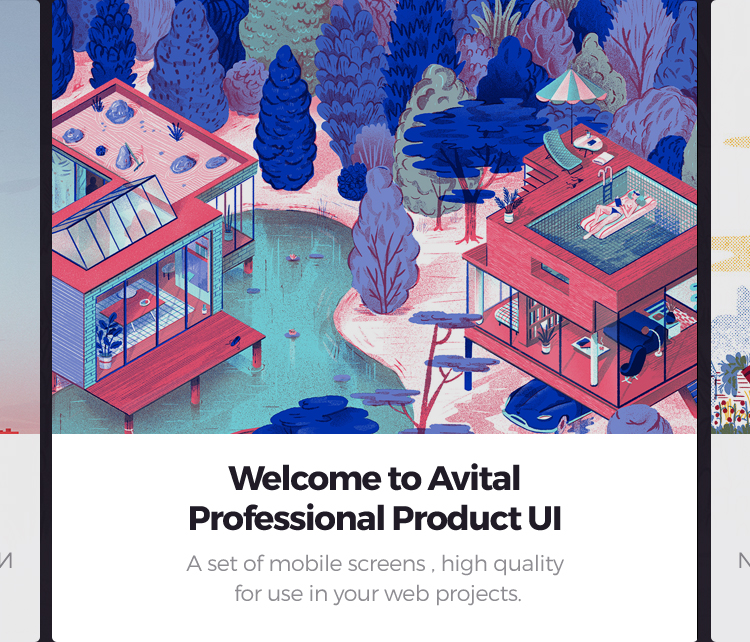 Welcome to Avital
Professional Product UI
A set of mobile screens , high quality
for use in your web projects.